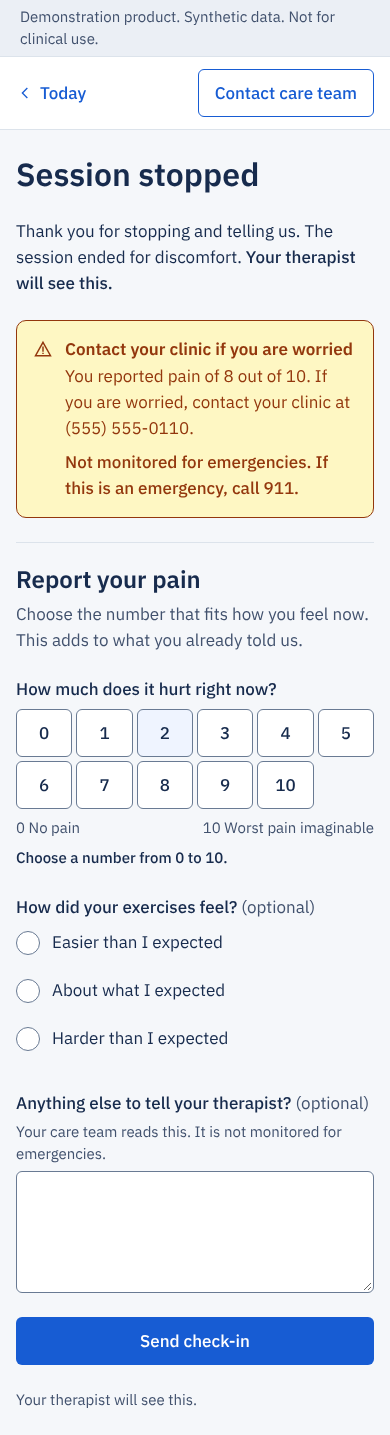 Demonstration product. Synthetic data. Not for
clinical use.
Today
Contact care team
Session stopped
Thank you for stopping and telling us. The
session ended for discomfort. Your therapist
will see this.
Contact your clinic if you are worried
You reported pain of 8 out of 10. If
you are worried, contact your clinic at
(555) 555-0110.
Not monitored for emergencies. If
this is an emergency, call 911.
Report your pain
Choose the number that fits how you feel now.
This adds to what you already told us.
How much does it hurt right now?
0 1 2 3 4 5
6 7 8 9 10
0 No pain
10 Worst pain imaginable
Choose a number from 0 to 10.
How did your exercises feel? (optional)
Easier than I expected
About what I expected
Harder than I expected
Anything else to tell your therapist? (optional)
Your care team reads this. It is not monitored for
emergencies.
Send check-in
Your therapist will see this.